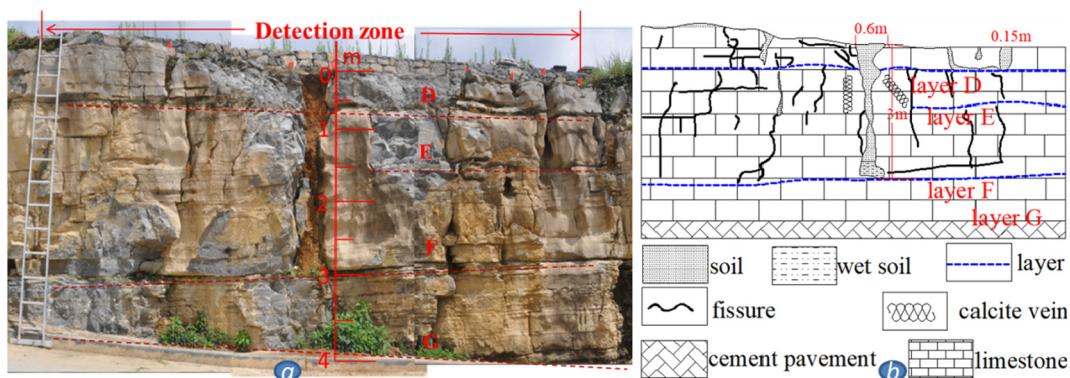 Detection zone
m
0
D
1
E
2
F
3
G
4
a
0.6m
0.15m
layer D
3m
layer E
layer F
layer G
soil
wet soil
layer
fissure
calcite vein
cement pavement
b
limestone